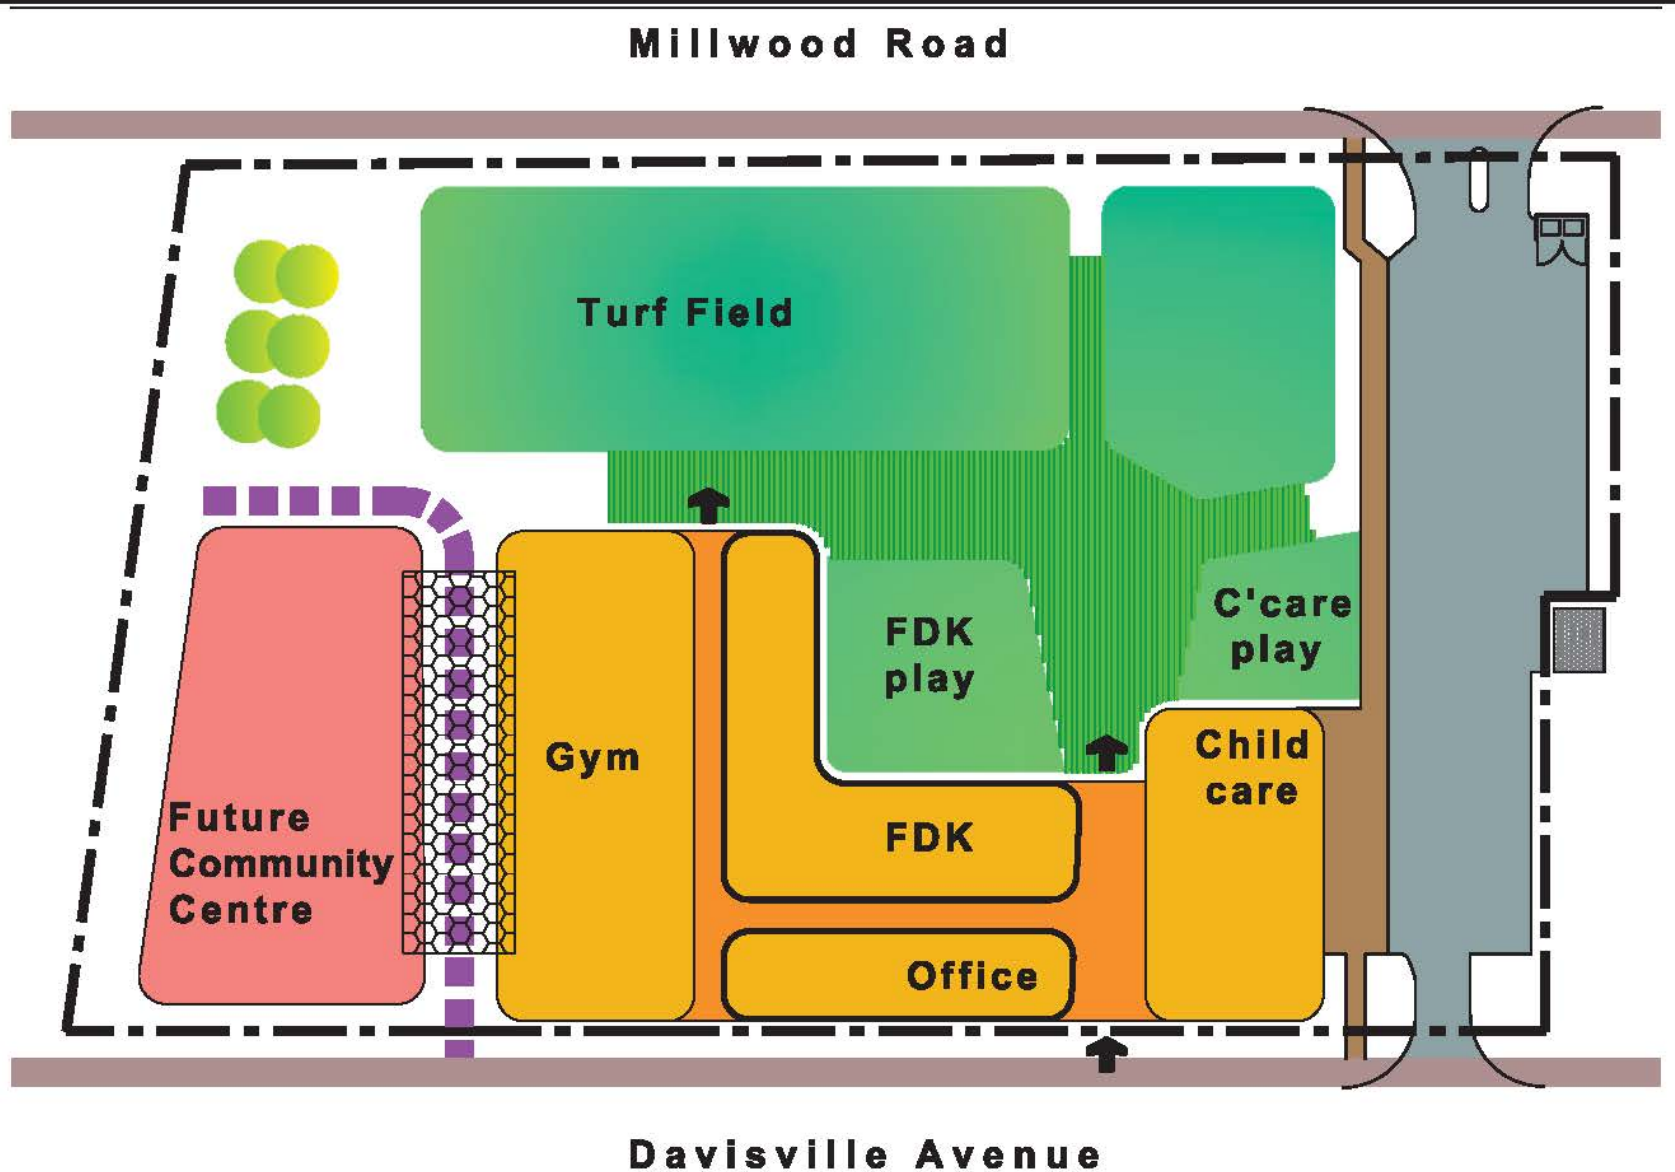 Millwood Road
Turf Field
FDK
play
C'care
play
Gym
Child
care
Future
Community
Centre
FDK
Office
Davisville Avenue